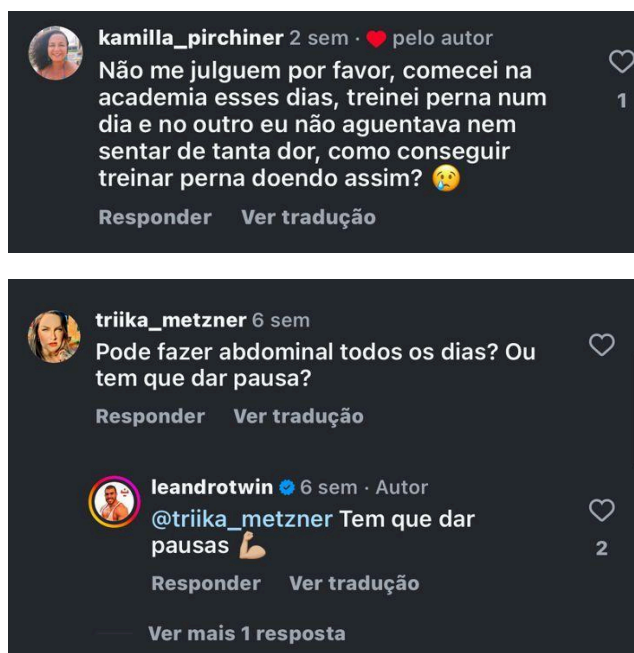 kamilla_pirchiner 2 sem · ❤️ pelo autor
Não me julguem por favor, comecei na
academia esses dias, treinei perna num
dia e no outro eu não aguentava nem
sentar de tanta dor, como conseguir
treinar perna doendo assim? 😢
1
Responder Ver tradução
triika_metzner 6 sem
Pode fazer abdominal todos os dias? Ou
tem que dar pausa?
Responder Ver tradução
leandrotwin 6 sem · Autor
@triika_metzner Tem que dar
pausas 💪🏼
2
Responder Ver tradução
Ver mais 1 resposta